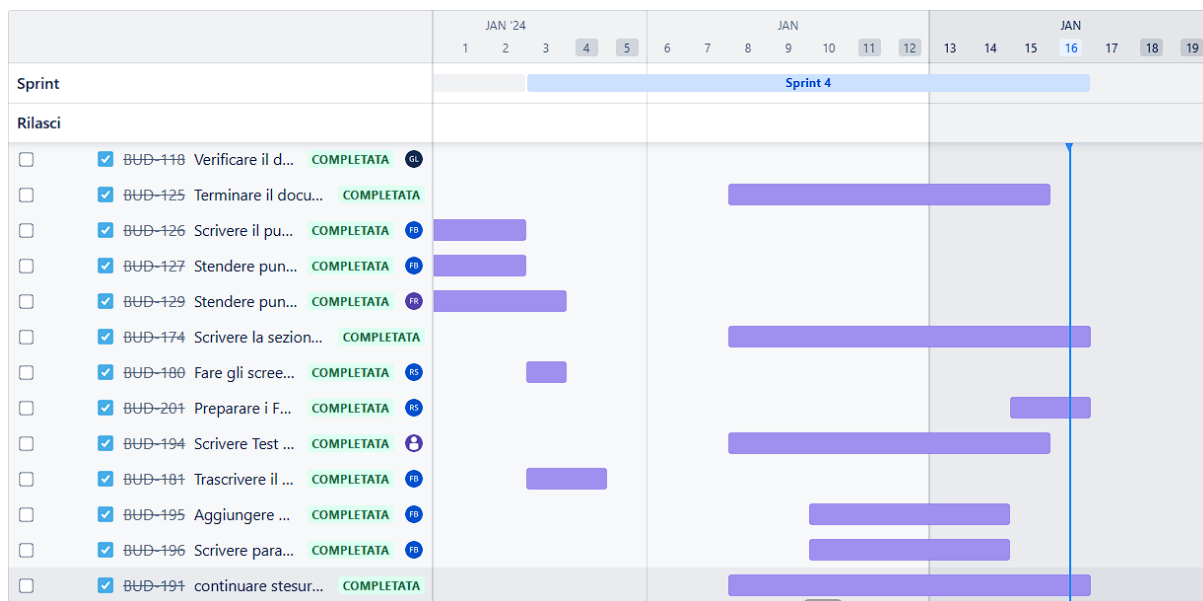 JAN '24 JAN JAN
1 2 3 4 5 6 7 8 9 10 11 12 13 14 15 16 17 18 19
Sprint Sprint 4
Rilasci
BUD-118 Verificare il d... COMPLETATA GL
BUD-125 Terminare il docu... COMPLETATA
BUD-126 Scrivere il pu... COMPLETATA FB
BUD-127 Stendere pun... COMPLETATA FB
BUD-129 Stendere pun... COMPLETATA FR
BUD-174 Scrivere la sezion... COMPLETATA
BUD-180 Fare gli scree... COMPLETATA RS
BUD-201 Preparare i F... COMPLETATA RS
BUD-194 Scrivere Test ... COMPLETATA
BUD-181 Trascrivere il ... COMPLETATA FB
BUD-195 Aggiungere ... COMPLETATA FB
BUD-196 Scrivere para... COMPLETATA FB
BUD-191 continuare stesur... COMPLETATA